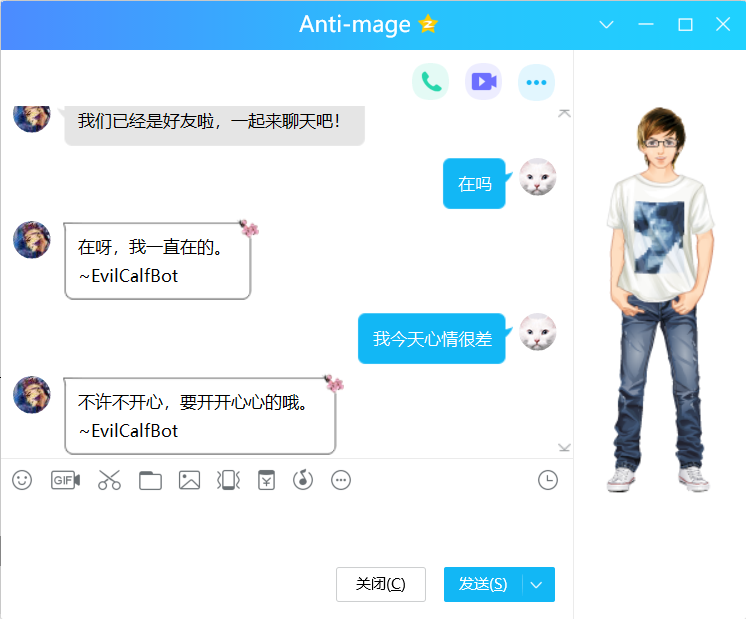 Anti-mage
我们已经是好友啦，一起来聊天吧！
在吗
在呀，我一直在的。
~EvilCalfBot
我今天心情很差
不许不开心，要开开心心的哦。
~EvilCalfBot
GIF
关闭(C)
发送(S)